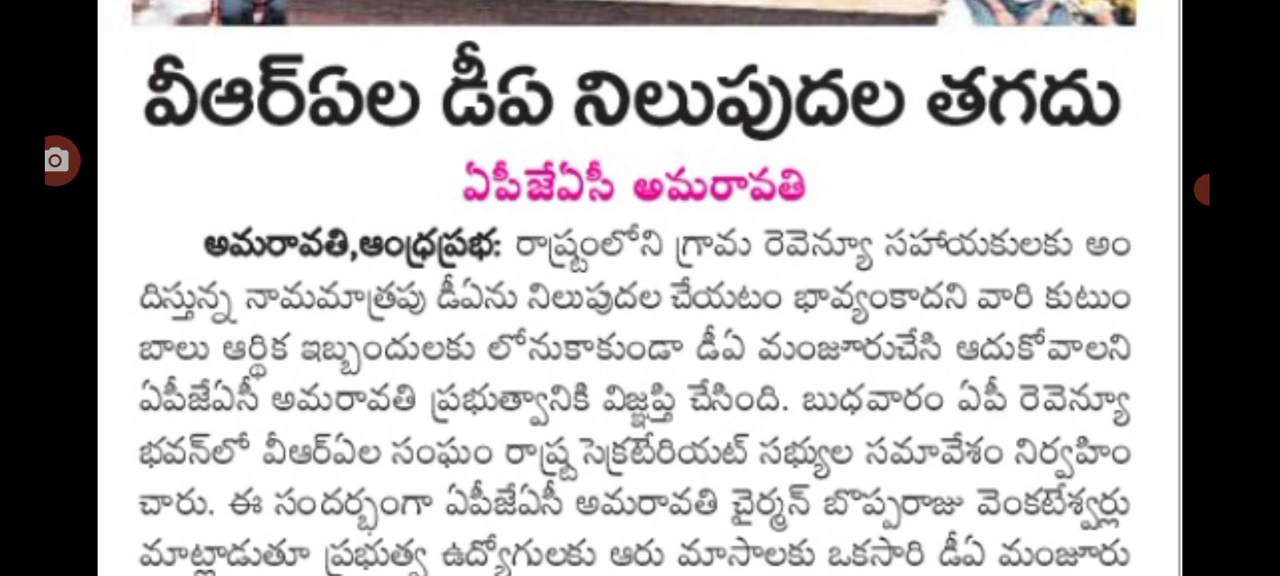 వీఆర్ఏల డీఏ నిలుపుదల తగదు
ఏపీజేఏసీ అమరావతి
అమరావతి,ఆంధ్రప్రభ: రాష్ట్రంలోని గ్రామ రెవెన్యూ సహాయకులకు అం
దిస్తున్న నామమాత్రపు డీఏను నిలుపుదల చేయటం భావ్యంకాదని వారి కుటుం
బాలు ఆర్థిక ఇబ్బందులకు లోనుకాకుండా డీఏ మంజూరుచేసి ఆదుకోవాలని
ఏపీజేఏసీ అమరావతి ప్రభుత్వానికి విజ్ఞప్తి చేసింది. బుధవారం ఏపీ రెవెన్యూ
భవన్‌లో వీఆర్ఏల సంఘం రాష్ట్ర సెక్రటేరియట్ సభ్యుల సమావేశం నిర్వహిం
చారు. ఈ సందర్భంగా ఏపీజేఏసీ అమరావతి చైర్మన్ బొప్పరాజు వెంకటేశ్వర్లు
మాట్లాడుతూ ప్రభుత్వ ఉద్యోగులకు ఆరు మాసాలకు ఒకసారి డీఏ మంజూరు